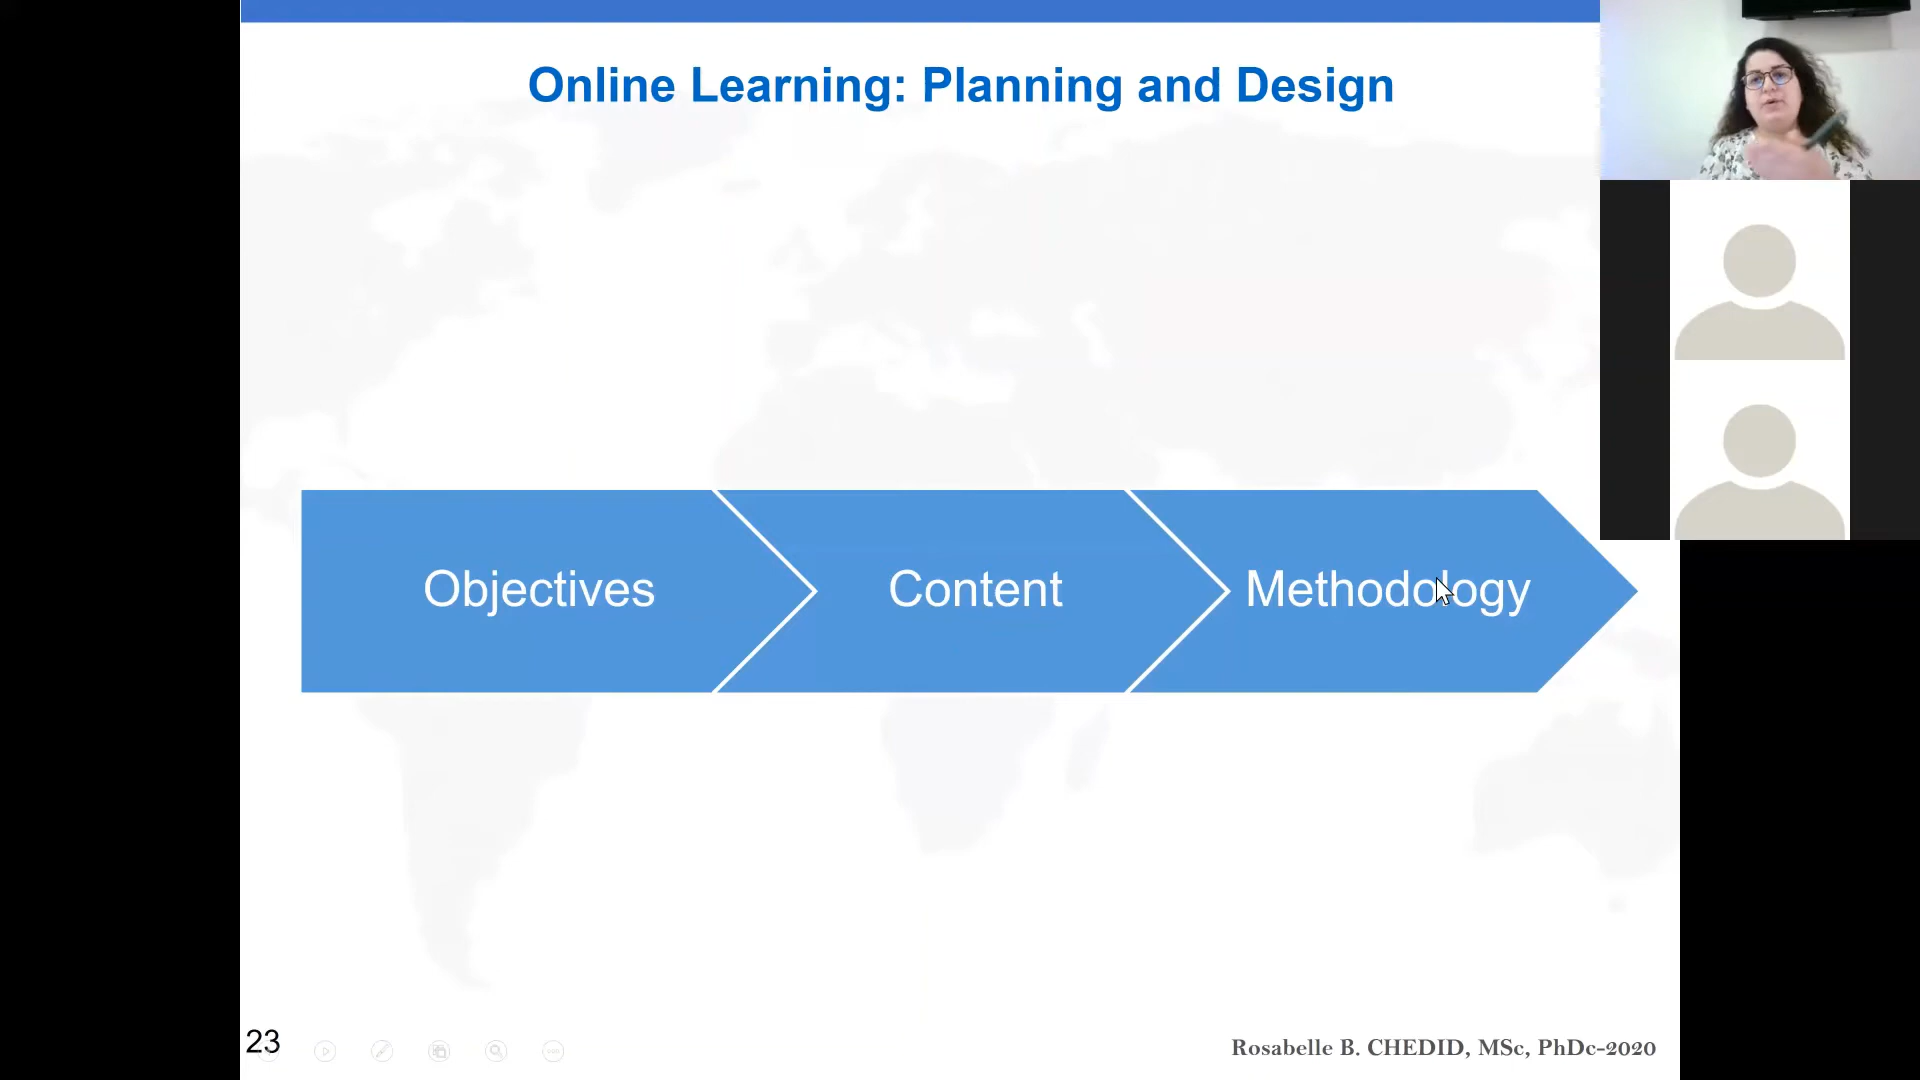 Online Learning: Planning and Design
Objectives
Content
Methodology
23
Rosabelle B. CHEDID, MSc, PhDc-2020